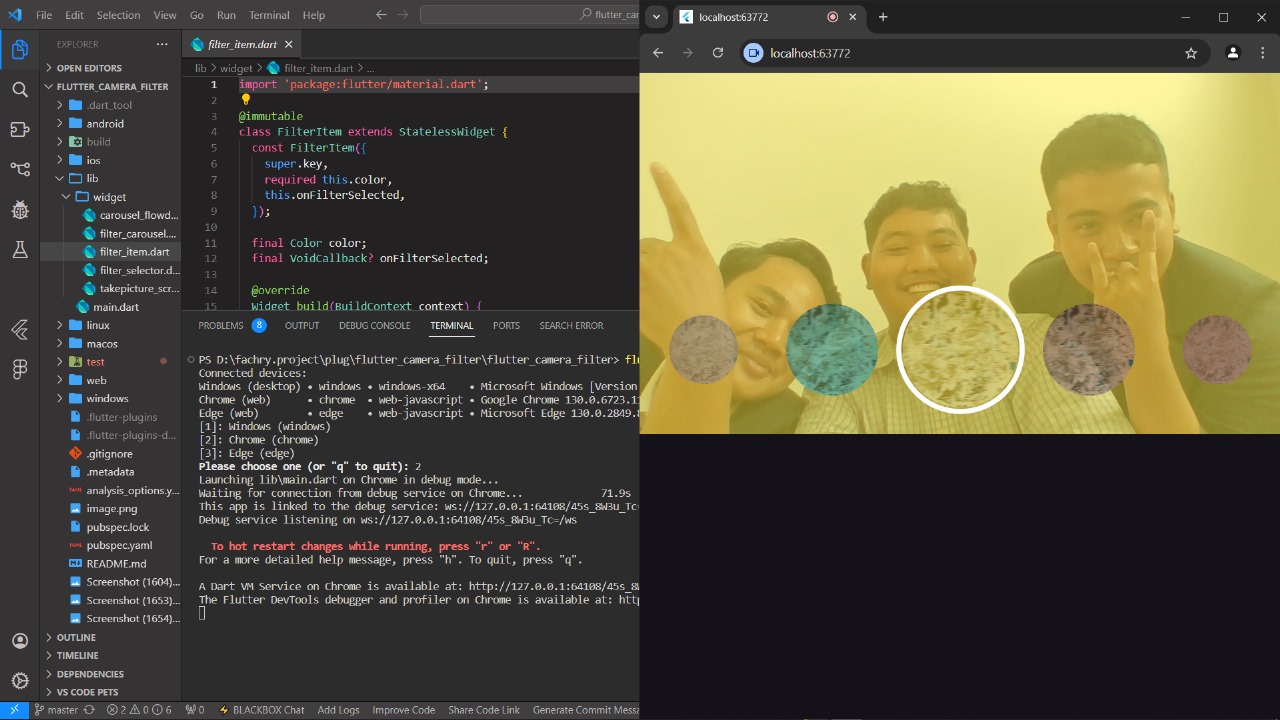 File Edit Selection View Go Run Terminal Help
flutter_car
EXPLORER
OPEN EDITORS
FLUTTER_CAMERA_FILTER
.dart_tool
android
build
ios
lib
widget
carousel_flowd...
filter_carousel....
filter_item.dart
filter_selector.d...
takepicture_scr...
main.dart
linux
macos
test
web
windows
.flutter-plugins
.flutter-plugins-d...
.gitignore
.metadata
analysis_options.y...
image.png
pubspec.lock
pubspec.yaml
README.md
Screenshot (1604)...
Screenshot (1653)...
Screenshot (1654)...
OUTLINE
TIMELINE
DEPENDENCIES
VS CODE PETS
filter_item.dart
lib > widget > filter_item.dart > ...
1 import 'package:flutter/material.dart';
2
3 @immutable
4 class FilterItem extends StatelessWidget {
5 const FilterItem({
6 super.key,
7 required this.color,
8 this.onFilterSelected,
9 });
10
11 final Color color;
12 final VoidCallback? onFilterSelected;
13
14 @override
15 Widget build(BuildContext context) {
PROBLEMS 8 OUTPUT DEBUG CONSOLE TERMINAL PORTS SEARCH ERROR
PS D:\fachry.project\plug\flutter_camera_filter\flutter_camera_filter> flu
Connected devices:
Windows (desktop) • windows • windows-x64 • Microsoft Windows [Version
Chrome (web) • chrome • web-javascript • Google Chrome 130.0.6723.11
Edge (web) • edge • web-javascript • Microsoft Edge 130.0.2849.8
[1]: Windows (windows)
[2]: Chrome (chrome)
[3]: Edge (edge)
Please choose one (or "q" to quit): 2
Launching lib\main.dart on Chrome in debug mode...
Waiting for connection from debug service on Chrome... 71.9s
This app is linked to the debug service: ws://127.0.0.1:64108/45s_8W3u_Tc=
Debug service listening on ws://127.0.0.1:64108/45s_8W3u_Tc=/ws
To hot restart changes while running, press "r" or "R".
For a more detailed help message, press "h". To quit, press "q".
A Dart VM Service on Chrome is available at: http://127.0.0.1:64108/45s_8W
The Flutter DevTools debugger and profiler on Chrome is available at: http
master 2 0 6 0 BLACKBOX Chat Add Logs Improve Code Share Code Link Generate Commit Messa
localhost:63772
localhost:63772